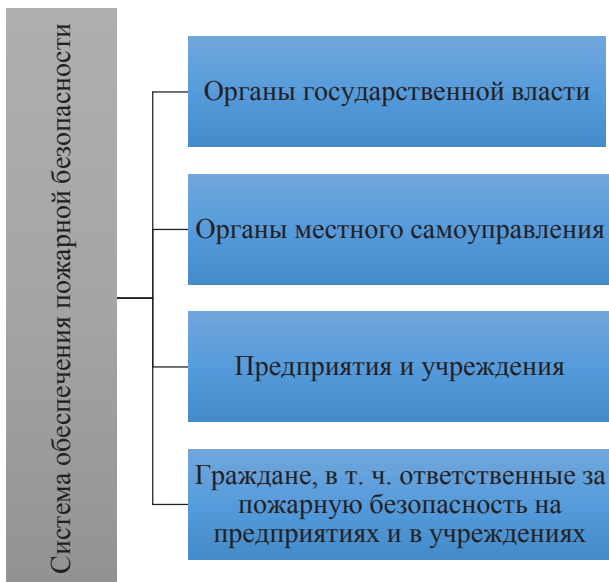 Система обеспечения пожарной безопасности
Органы государственной власти
Органы местного самоуправления
Предприятия и учреждения
Граждане, в т. ч. ответственные за
пожарную безопасность на
предприятиях и в учреждениях